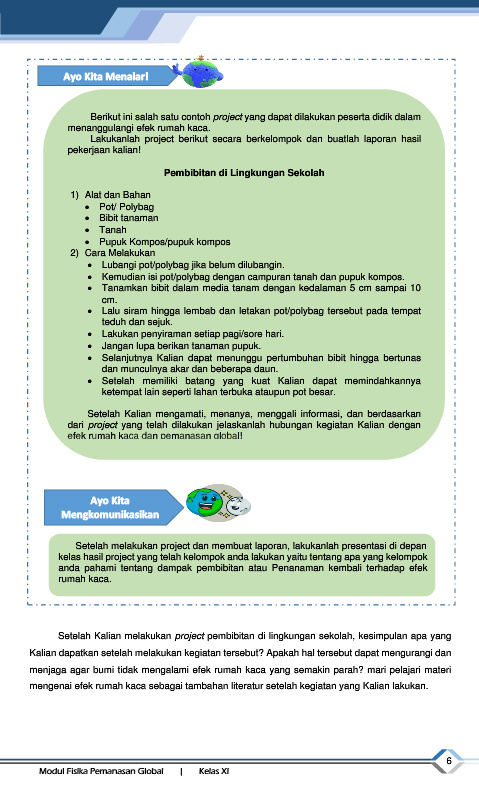 Ayo Kita Menalar!
Berikut ini salah satu contoh project yang dapat dilakukan peserta didik dalam
menanggulangi efek rumah kaca.
Lakukanlah project berikut secara berkelompok dan buatlah laporan hasil
pekerjaan kalian!
Pembibitan di Lingkungan Sekolah
1) Alat dan Bahan
• Pot/ Polybag
• Bibit tanaman
• Tanah
• Pupuk Kompos/pupuk kompos
2) Cara Melakukan
• Lubangi pot/polybag jika belum dilubangin.
• Kemudian isi pot/polybag dengan campuran tanah dan pupuk kompos.
• Tanamkan bibit dalam media tanam dengan kedalaman 5 cm sampai 10
cm.
• Lalu siram hingga lembab dan letakan pot/polybag tersebut pada tempat
teduh dan sejuk.
• Lakukan penyiraman setiap pagi/sore hari.
• Jangan lupa berikan tanaman pupuk.
• Selanjutnya Kalian dapat menunggu pertumbuhan bibit hingga bertunas
dan munculnya akar dan beberapa daun.
• Setelah memiliki batang yang kuat Kalian dapat memindahkannya
ketempat lain seperti lahan terbuka ataupun pot besar.
Setelah Kalian mengamati, menanya, menggali informasi, dan berdasarkan
dari project yang telah dilakukan jelaskanlah hubungan kegiatan Kalian dengan
efek rumah kaca dan pemanasan global!
Ayo Kita
Mengkomunikasikan
Setelah melakukan project dan membuat laporan, lakukanlah presentasi di depan
kelas hasil project yang telah kelompok anda lakukan yaitu tentang apa yang kelompok
anda pahami tentang dampak pembibitan atau Penanaman kembali terhadap efek
rumah kaca.
Setelah Kalian melakukan project pembibitan di lingkungan sekolah, kesimpulan apa yang
Kalian dapatkan setelah melakukan kegiatan tersebut? Apakah hal tersebut dapat mengurangi dan
menjaga agar bumi tidak mengalami efek rumah kaca yang semakin parah? mari pelajari materi
mengenai efek rumah kaca sebagai tambahan literatur setelah kegiatan yang Kalian lakukan.
6
Modul Fisika Pemanasan Global | Kelas XI